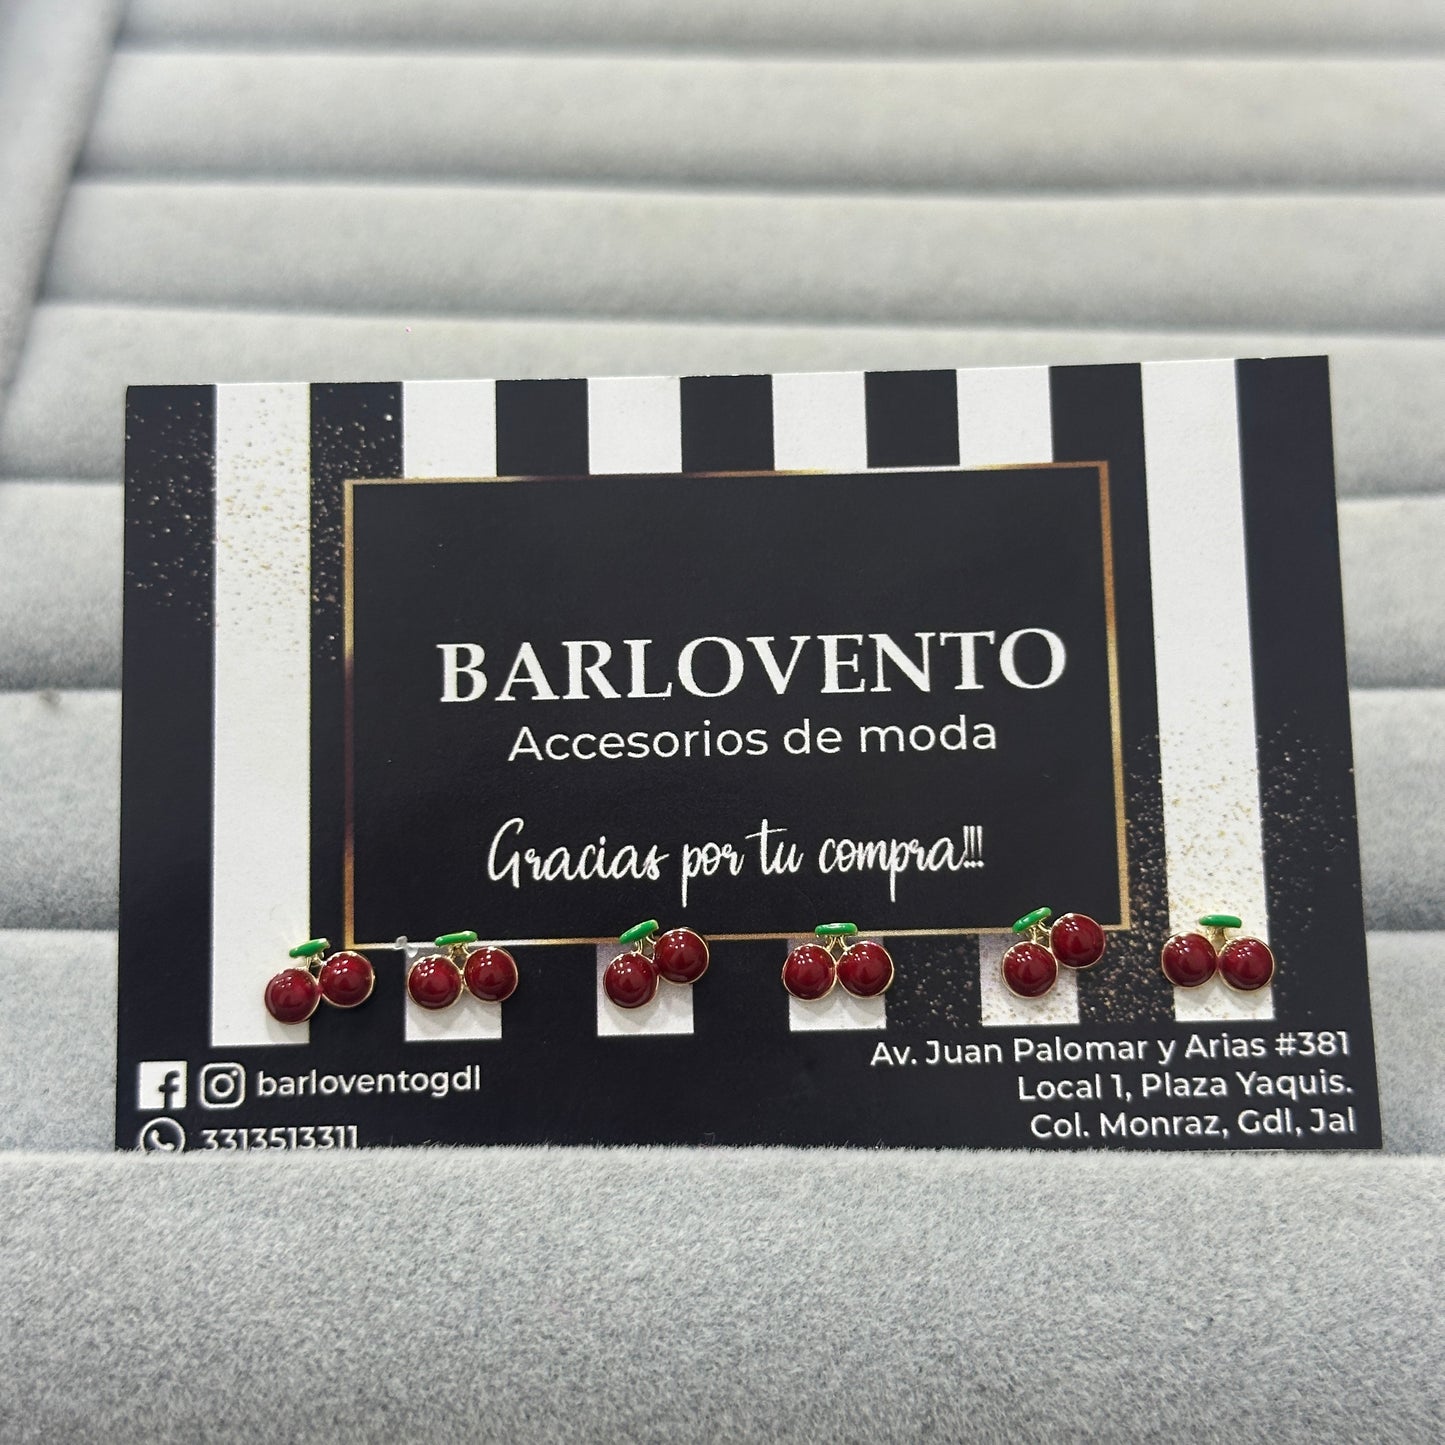 BARLOVENTO
Accesorios de moda
Gracias por tu compra!!!
barloventogdl
3313513311
Av. Juan Palomar y Arias #381
Local 1, Plaza Yaquis.
Col. Monraz, Gdl, Jal